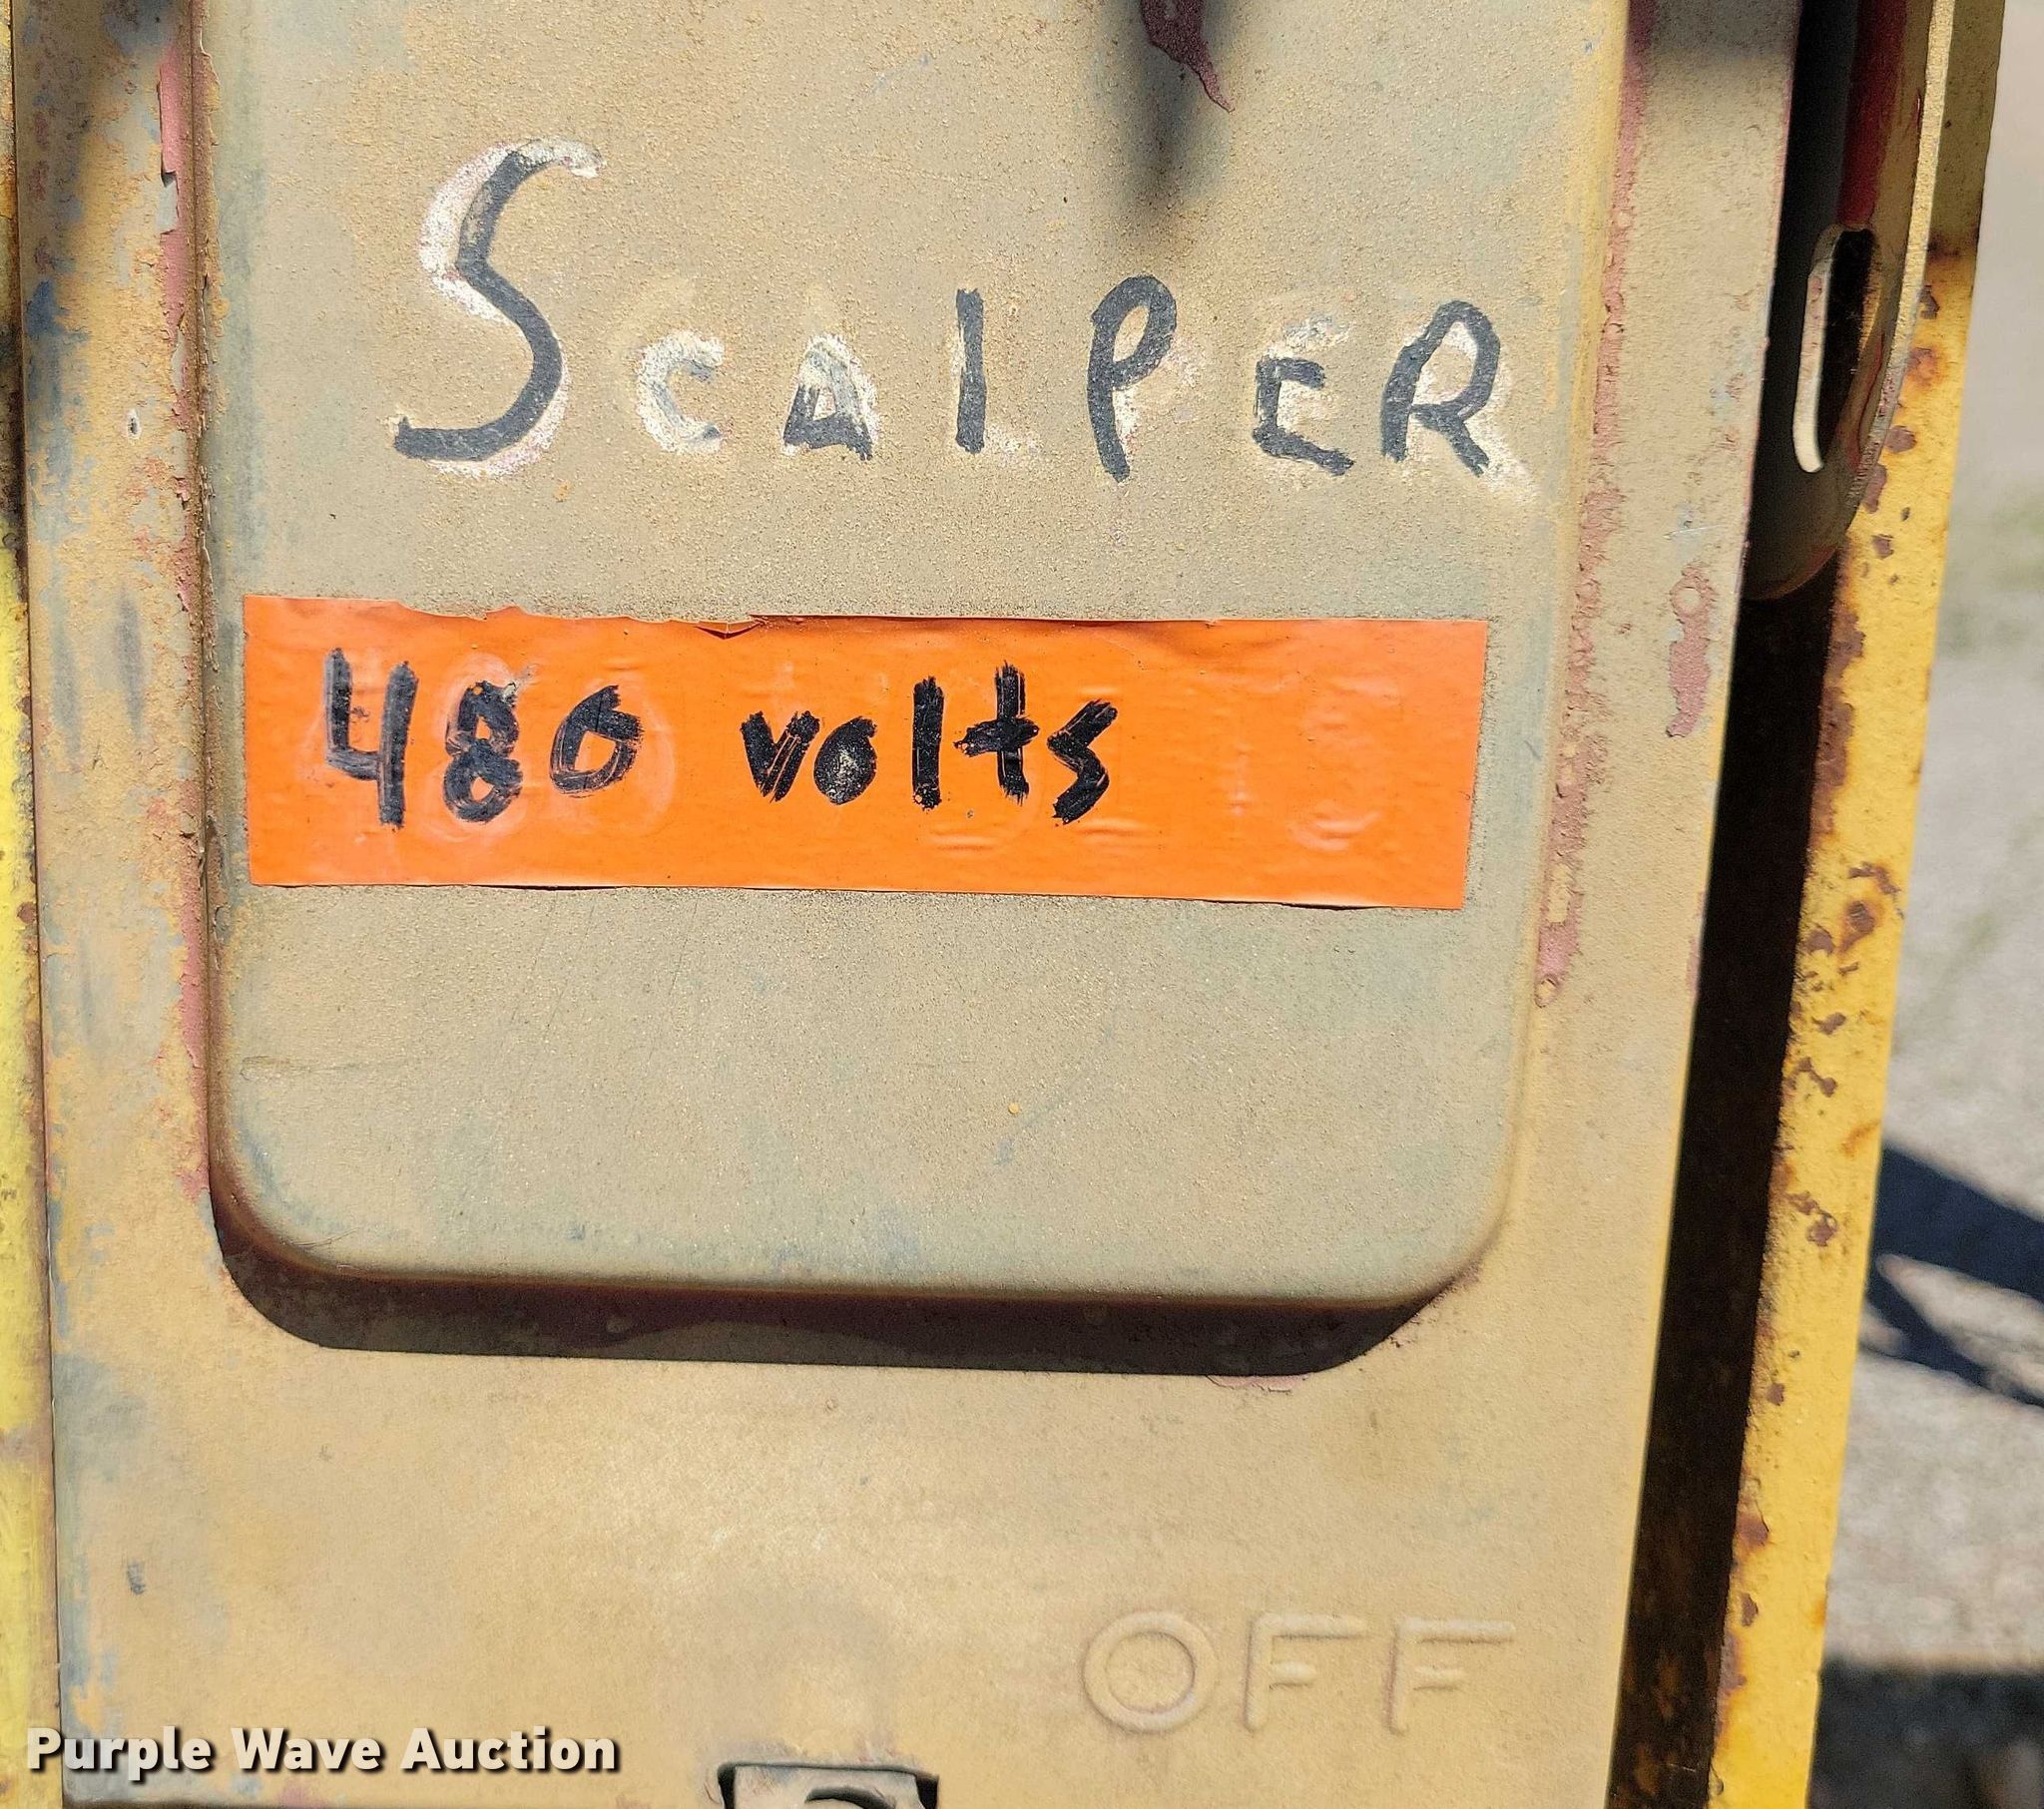 SCAlPER
480 volts
OFF
Purple Wave Auction